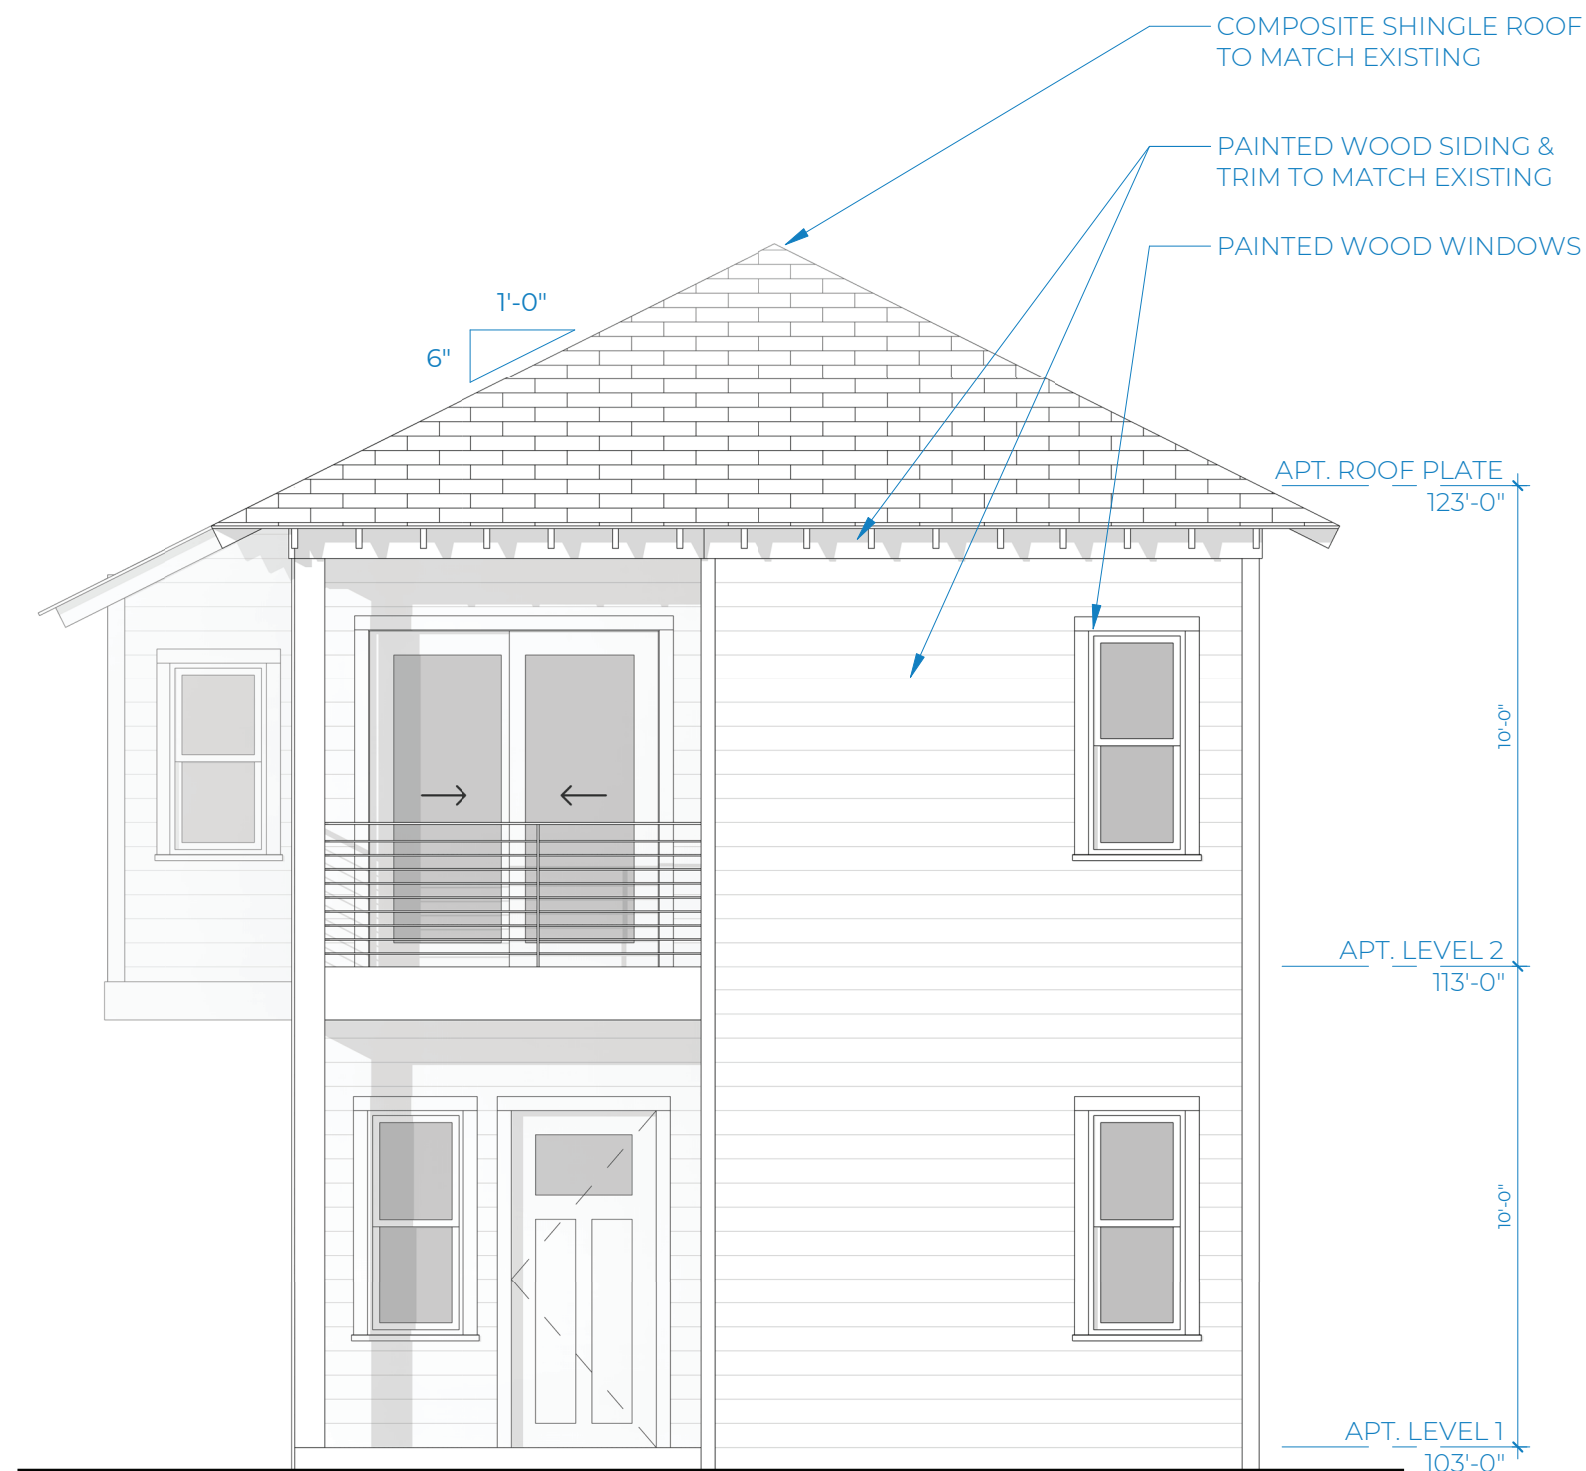 COMPOSITE SHINGLE ROOF
TO MATCH EXISTING
PAINTED WOOD SIDING &
TRIM TO MATCH EXISTING
PAINTED WOOD WINDOWS
1'-0"
6"
APT. ROOF PLATE
123'-0"
10'-0"
APT. LEVEL 2
113'-0"
10'-0"
APT. LEVEL 1
103'-0"